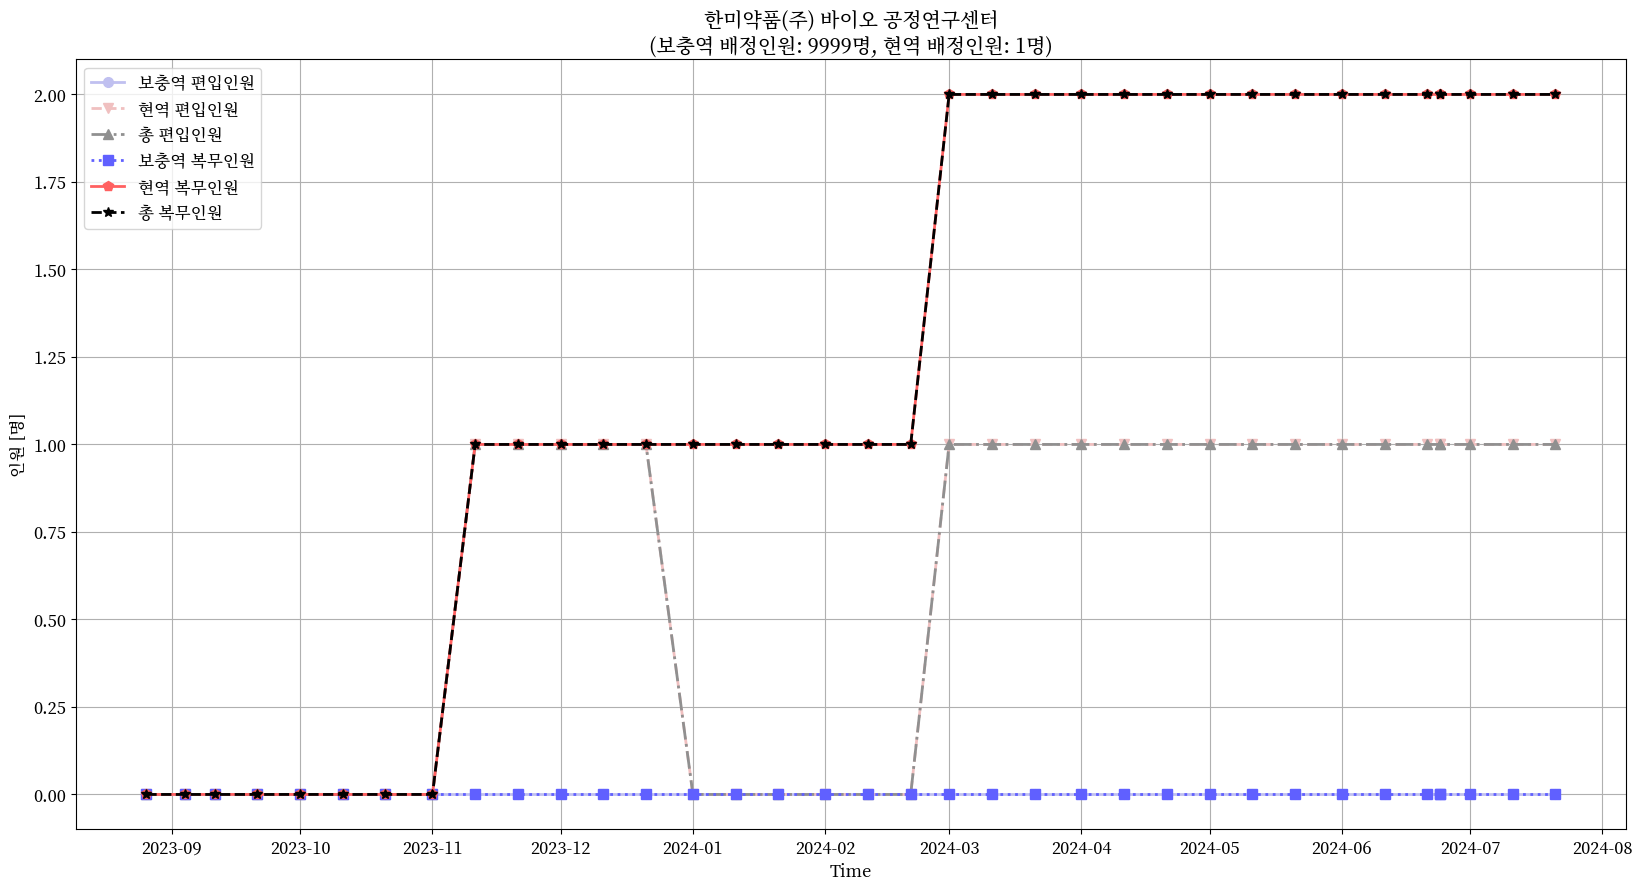 한미약품(주) 바이오 공정연구센터
(보충역 배정인원: 9999명, 현역 배정인원: 1명)
보충역 편입인원
현역 편입인원
총 편입인원
보충역 복무인원
현역 복무인원
총 복무인원
인원 [명]
2.00
1.75
1.50
1.25
1.00
0.75
0.50
0.25
0.00
2023-09 2023-10 2023-11 2023-12 2024-01 2024-02 2024-03 2024-04 2024-05 2024-06 2024-07 2024-08
Time